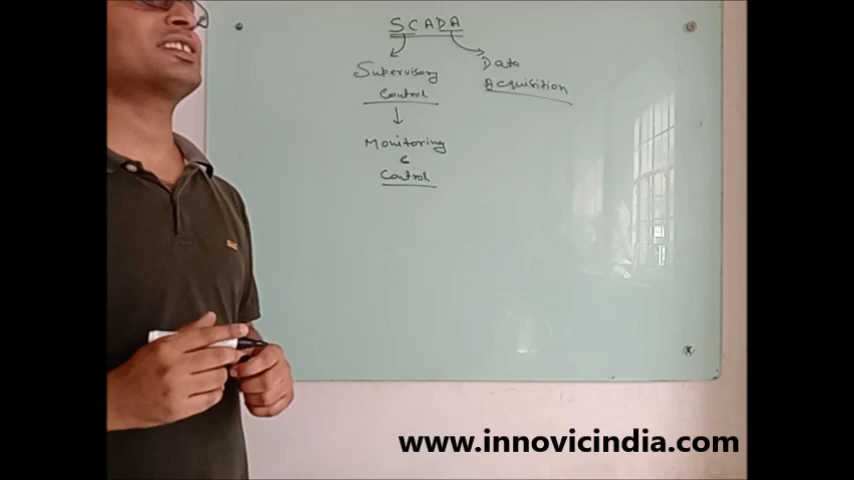 SCADA
Supervisory
Control
Data
Acquisition
Monitoring
&
Control
www.innovicindia.com